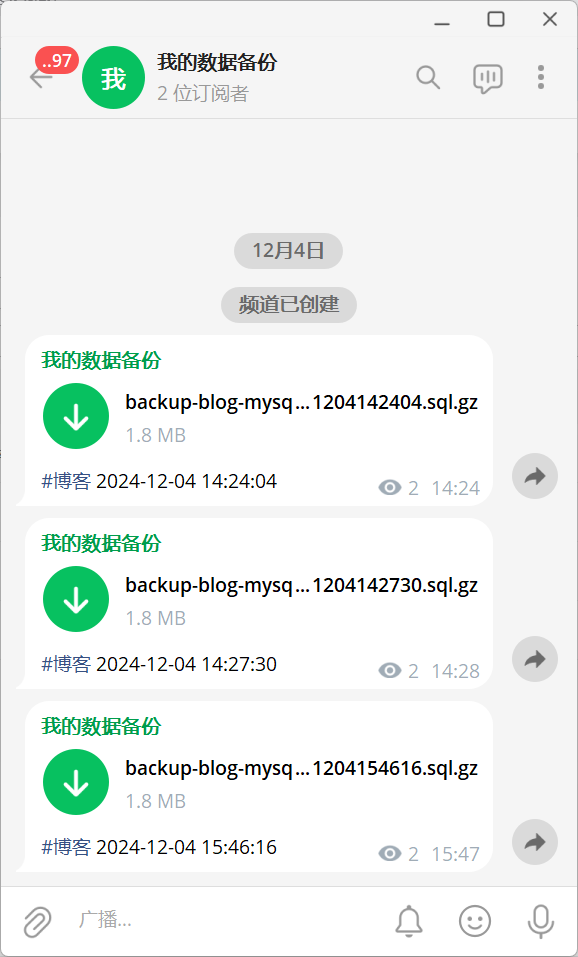 ..97
我
我的数据备份
2 位订阅者
12月4日
频道已创建
我的数据备份
backup-blog-mysq...1204142404.sql.gz
1.8 MB
#博客 2024-12-04 14:24:04
2 14:24
我的数据备份
backup-blog-mysq...1204142730.sql.gz
1.8 MB
#博客 2024-12-04 14:27:30
2 14:28
我的数据备份
backup-blog-mysq...1204154616.sql.gz
1.8 MB
#博客 2024-12-04 15:46:16
2 15:47
广播...